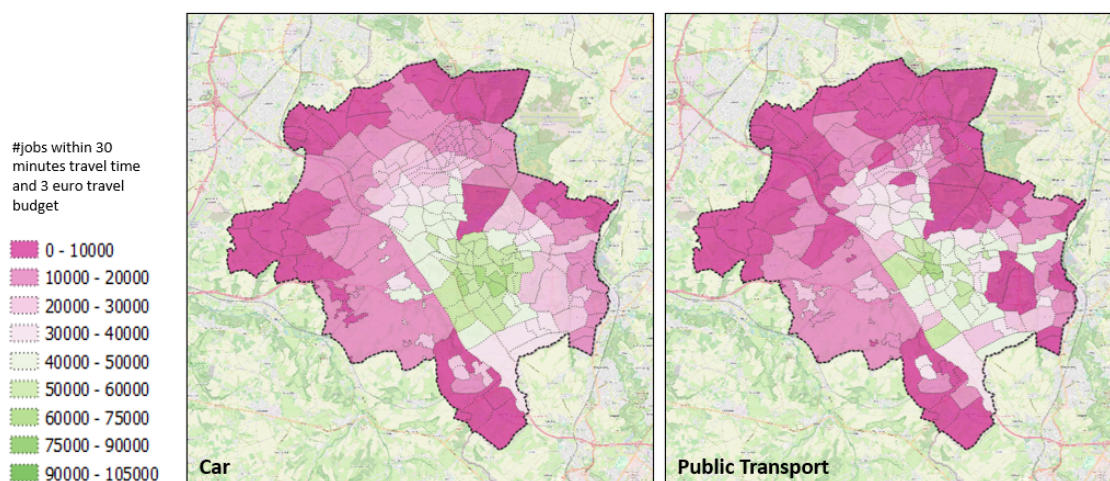 #jobs within 30
minutes travel time
and 3 euro travel
budget
0 - 10000
10000 - 20000
20000 - 30000
30000 - 40000
40000 - 50000
50000 - 60000
60000 - 75000
75000 - 90000
90000 - 105000
Car
Public Transport